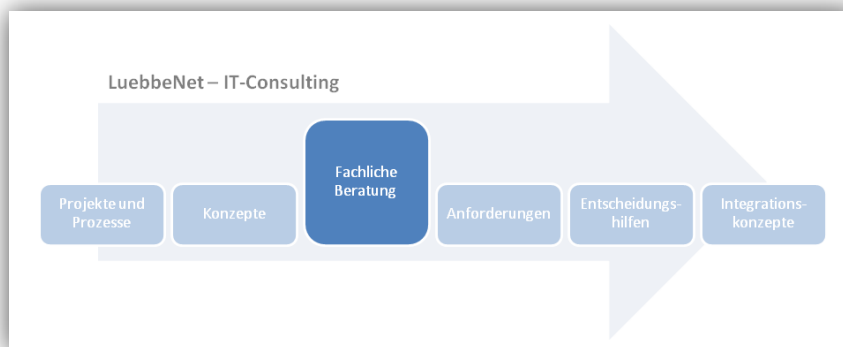 LuebbeNet – IT-Consulting
Projekte und
Prozesse
Konzepte
Fachliche
Beratung
Anforderungen
Entscheidungs-
hilfen
Integrations-
konzepte